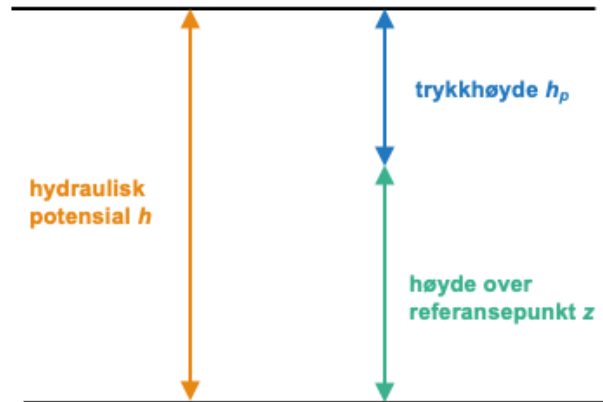 trykkhøyde hp
hydraulisk
potensial h
høyde over
referansepunkt z